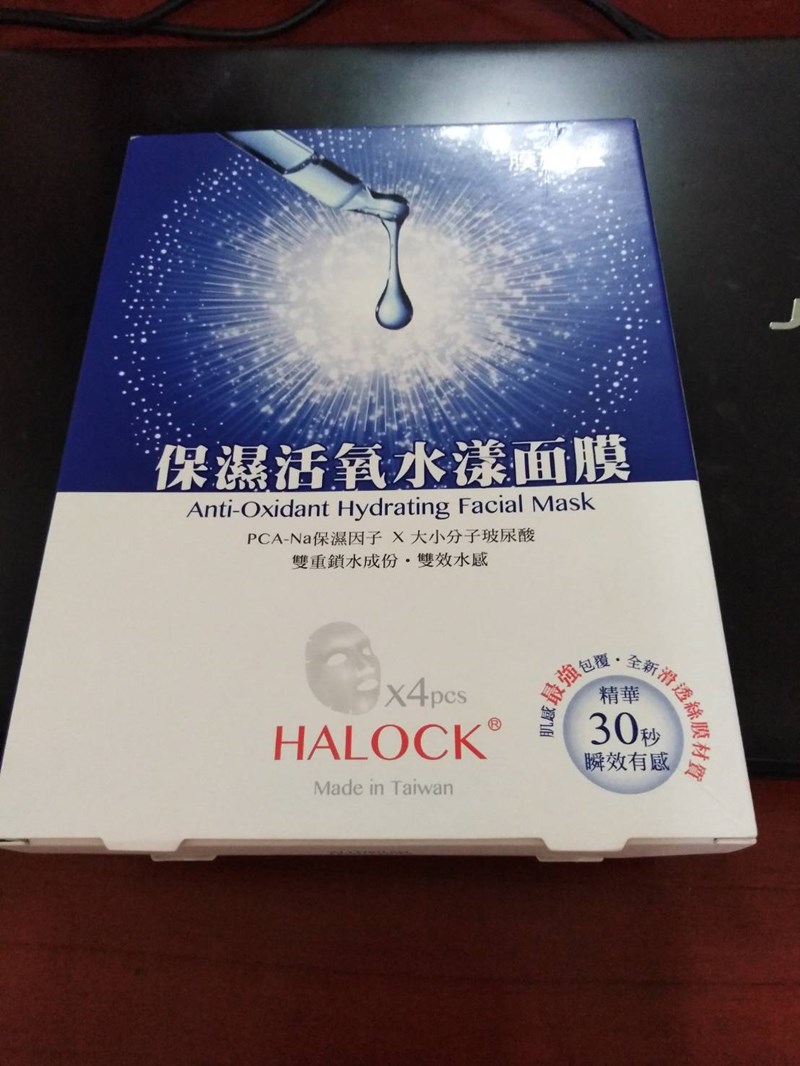 保濕活氧水漾面膜
Anti-Oxidant Hydrating Facial Mask
PCA-Na保濕因子 X 大小分子玻尿酸
雙重鎖水成份・雙效水感
x4pcs
HALOCK®
Made in Taiwan
肌感最強包覆・全新滑透絲膜材質
精華
30秒
瞬效有感